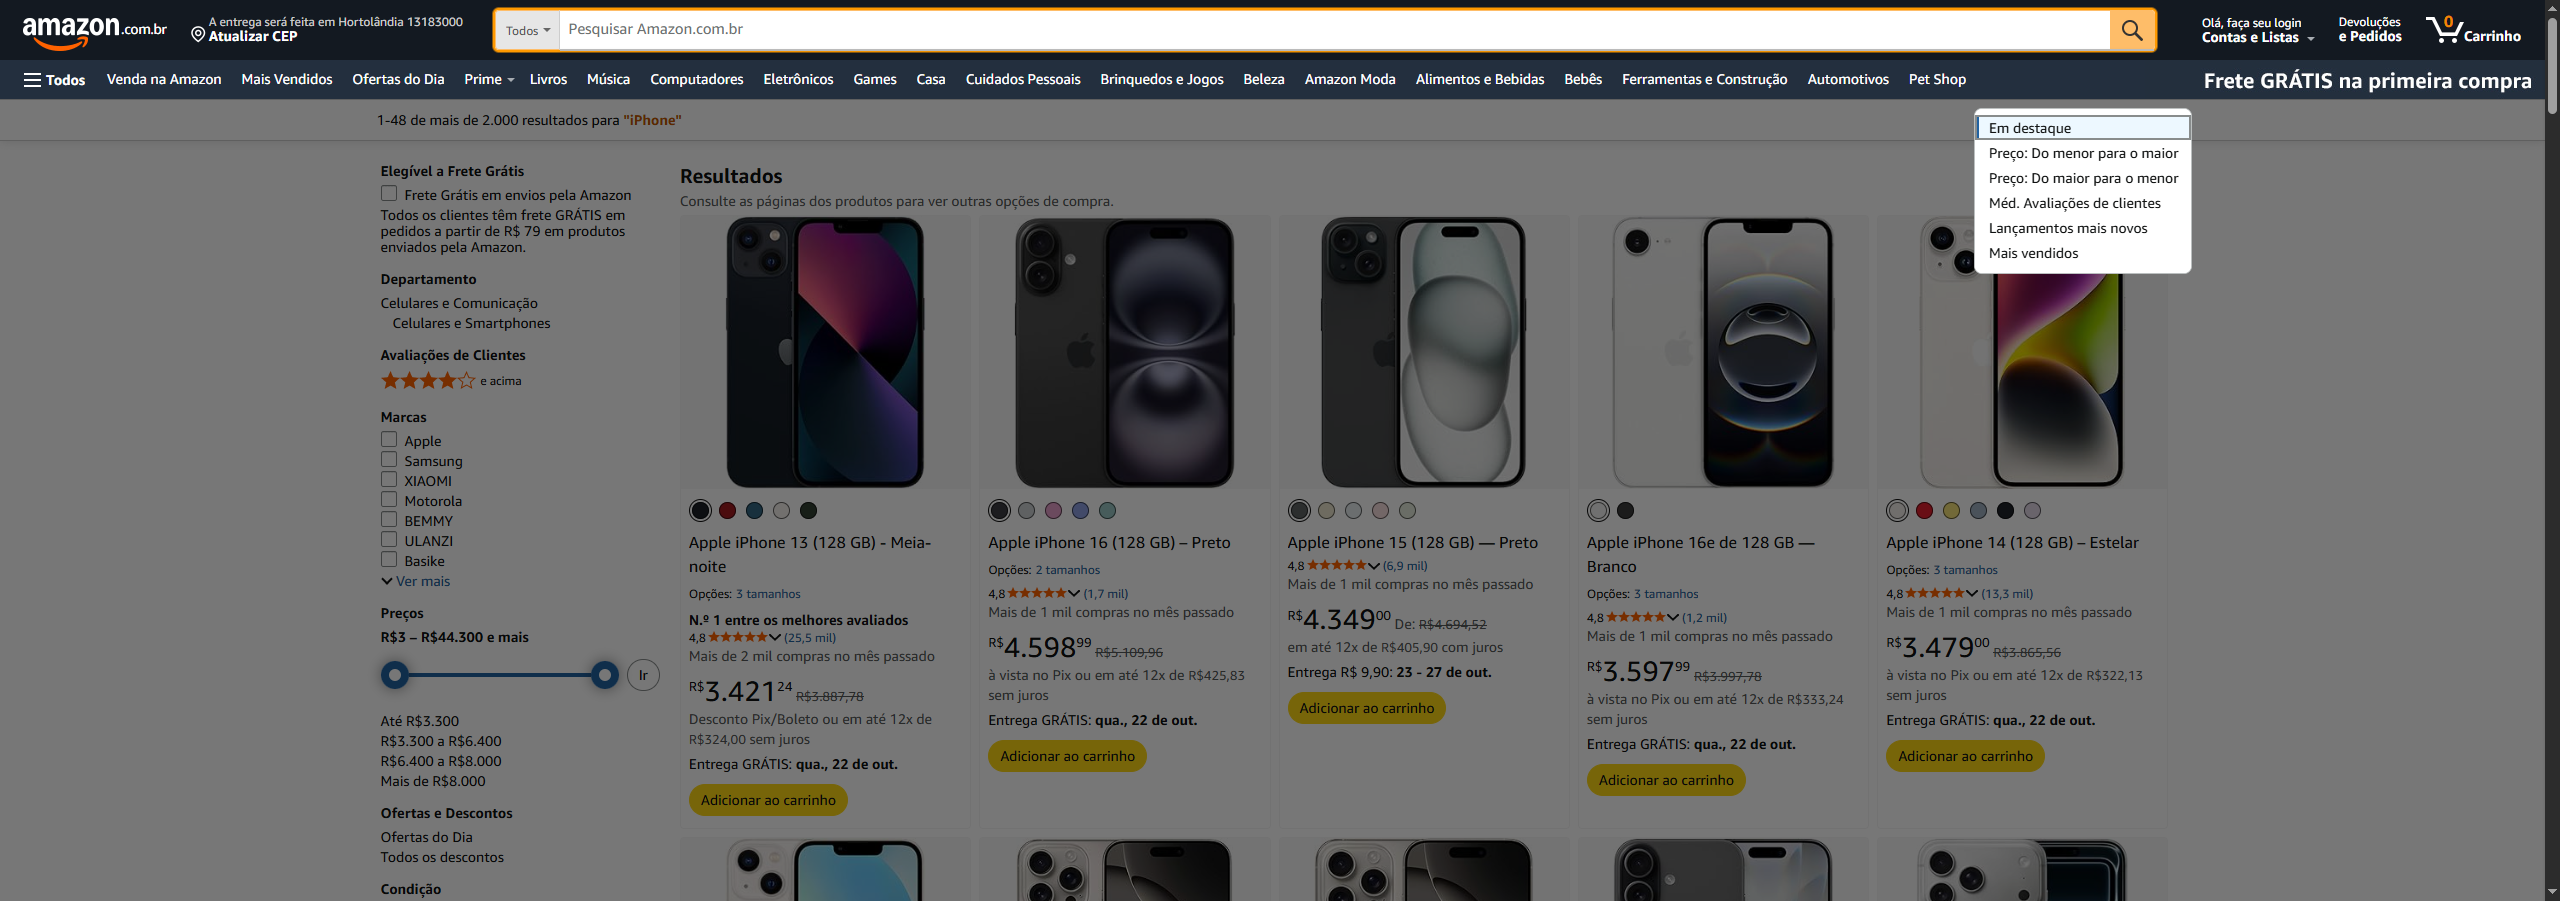 amazon.com.br
A entrega será feita em Hortolândia 13183000
Atualizar CEP
Todos
Pesquisar Amazon.com.br
Olá, faça seu login
Contas e Listas
Devoluções
e Pedidos
0
Carrinho
Todos
Venda na Amazon
Mais Vendidos
Ofertas do Dia
Prime
Livros
Música
Computadores
Eletrônicos
Games
Casa
Cuidados Pessoais
Brinquedos e Jogos
Beleza
Amazon Moda
Alimentos e Bebidas
Bebês
Ferramentas e Construção
Automotivos
Pet Shop
Frete GRÁTIS na primeira compra
1-48 de mais de 2.000 resultados para "iPhone"
Em destaque
Preço: Do menor para o maior
Preço: Do maior para o menor
Méd. Avaliações de clientes
Lançamentos mais novos
Mais vendidos
Elegível a Frete Grátis
Frete Grátis em envios pela Amazon
Todos os clientes têm frete GRÁTIS em
pedidos a partir de R$ 79 em produtos
enviados pela Amazon.
Departamento
Celulares e Comunicação
Celulares e Smartphones
Avaliações de Clientes
e acima
Marcas
Apple
Samsung
XIAOMI
Motorola
BEMMY
ULANZI
Basike
Ver mais
Preços
R$3 – R$44.300 e mais
Ir
Até R$3.300
R$3.300 a R$6.400
R$6.400 a R$8.000
Mais de R$8.000
Ofertas e Descontos
Ofertas do Dia
Todos os descontos
Condição
Resultados
Consulte as páginas dos produtos para ver outras opções de compra.
Apple iPhone 13 (128 GB) - Meia-
noite
Opções: 3 tamanhos
N.º 1 entre os melhores avaliados
4,8 (25,5 mil)
Mais de 2 mil compras no mês passado
R$3.42124 R$3.887,78
Desconto Pix/Boleto ou em até 12x de
R$324,00 sem juros
Entrega GRÁTIS: qua., 22 de out.
Adicionar ao carrinho
Apple iPhone 16 (128 GB) – Preto
Opções: 2 tamanhos
4,8 (1,7 mil)
Mais de 1 mil compras no mês passado
R$4.59899 R$5.109,96
à vista no Pix ou em até 12x de R$425,83
sem juros
Entrega GRÁTIS: qua., 22 de out.
Adicionar ao carrinho
Apple iPhone 15 (128 GB) — Preto
4,8 (6,9 mil)
Mais de 1 mil compras no mês passado
R$4.34900 De: R$4.694,52
em até 12x de R$405,90 com juros
Entrega R$ 9,90: 23 - 27 de out.
Adicionar ao carrinho
Apple iPhone 16e de 128 GB —
Branco
Opções: 3 tamanhos
4,8 (1,2 mil)
Mais de 1 mil compras no mês passado
R$3.59799 R$3.997,78
à vista no Pix ou em até 12x de R$333,24
sem juros
Entrega GRÁTIS: qua., 22 de out.
Adicionar ao carrinho
Apple iPhone 14 (128 GB) – Estelar
Opções: 3 tamanhos
4,8 (13,3 mil)
Mais de 1 mil compras no mês passado
R$3.47900 R$3.865,56
à vista no Pix ou em até 12x de R$322,13
sem juros
Entrega GRÁTIS: qua., 22 de out.
Adicionar ao carrinho